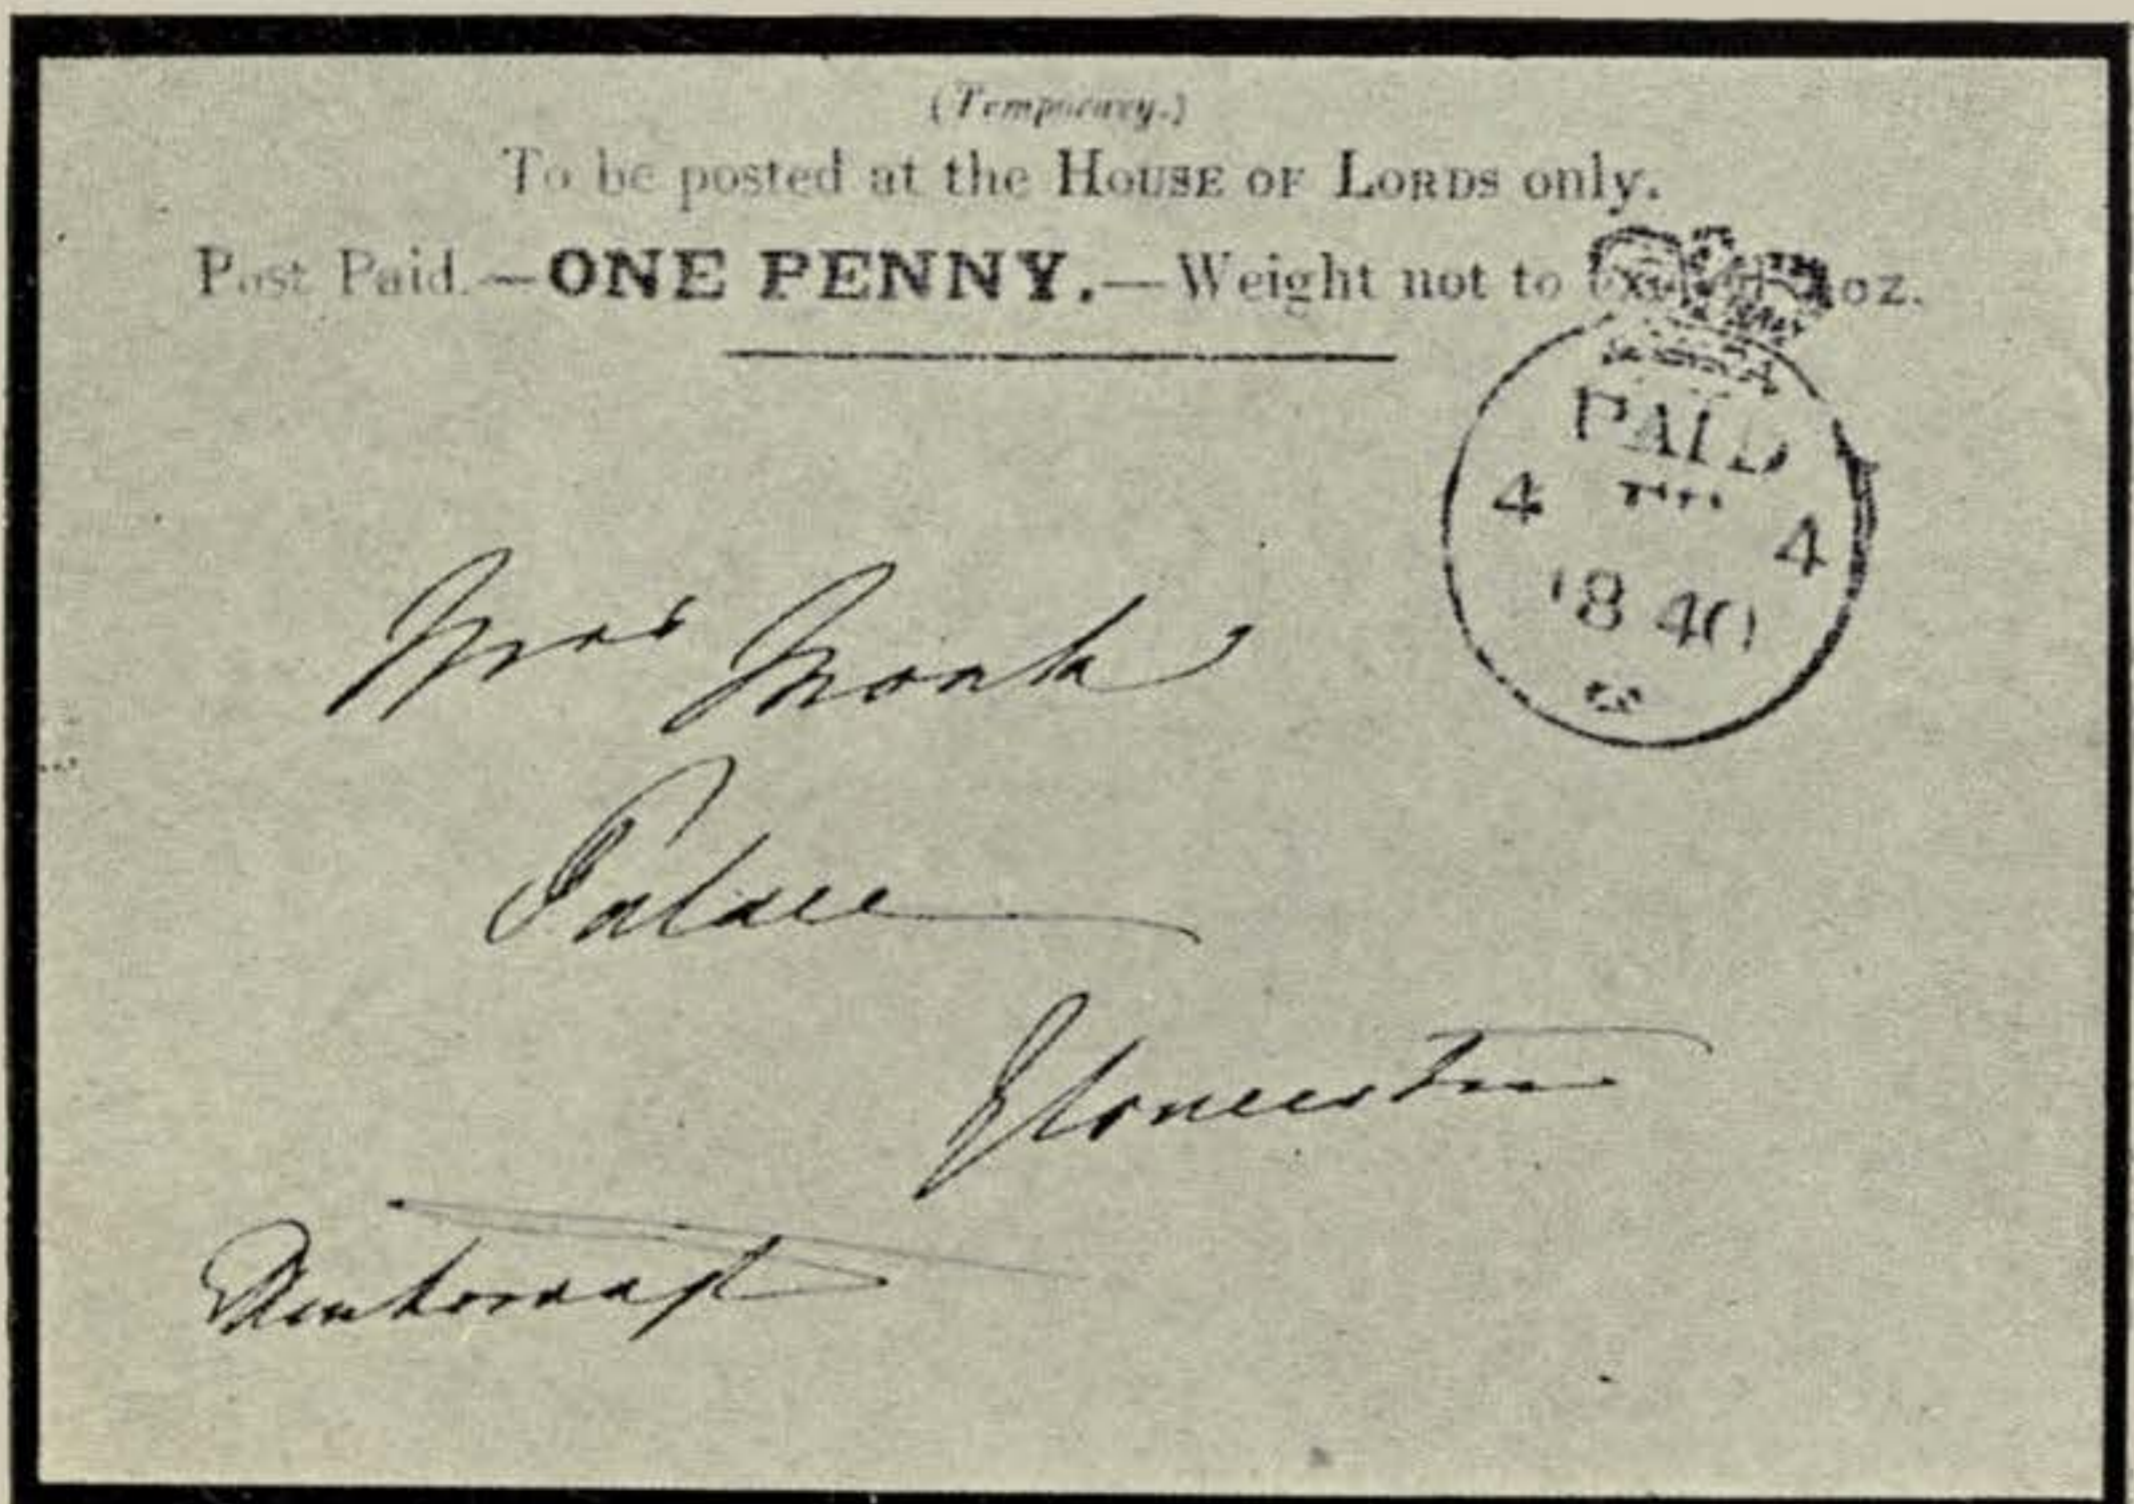 (Temporary.)
To be posted at the HOUSE OF LORDS only.
Post Paid.—ONE PENNY.—Weight not to oz.
PAID
4 4
1840
Mrs Monk
Palace
Gloucester